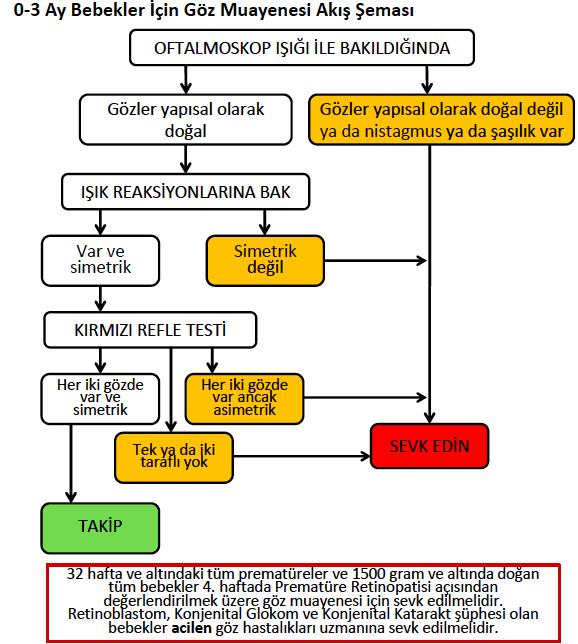 0-3 Ay Bebekler İçin Göz Muayenesi Akış Şeması
OFTALMOSKOP IŞIĞI İLE BAKILDIĞINDA
Gözler yapısal olarak
doğal
Gözler yapısal olarak doğal değil
ya da nistagmus ya da şaşılık var
IŞIK REAKSİYONLARINA BAK
Var ve
simetrik
Simetrik
değil
KIRMIZI REFLE TESTİ
Her iki gözde
var ve
simetrik
Her iki gözde
var ancak
asimetrik
Tek ya da iki
taraflı yok
SEVK EDİN
TAKİP
32 hafta ve altındaki tüm prematüreler ve 1500 gram ve altında doğan
tüm bebekler 4. haftada Prematüre Retinopatisi açısından
değerlendirilmek üzere göz muayenesi için sevk edilmelidir.
Retinoblastom, Konjenital Glokom ve Konjenital Katarakt şüphesi olan
bebekler acilen göz hastalıkları uzmanına sevk edilmelidir.